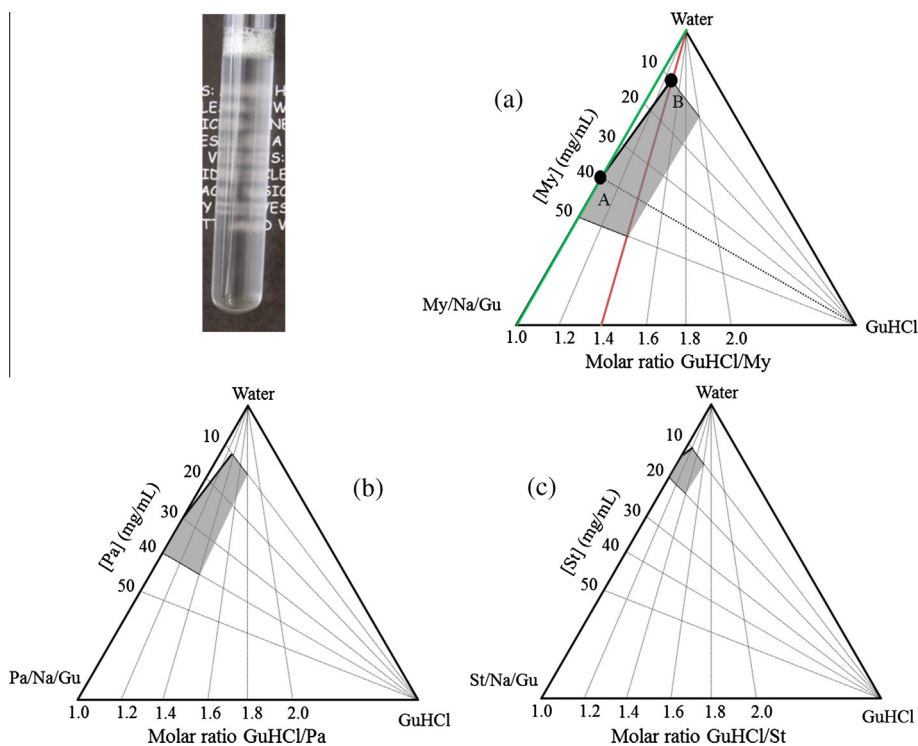 Water
10
(a)
20
B
30
[My] (mg/mL)
40
A
50
My/Na/Gu
GuHCl
1.0 1.2 1.4 1.6 1.8 2.0
Molar ratio GuHCl/My
Water
10
20
(b)
30
[Pa] (mg/mL)
40
50
Pa/Na/Gu
GuHCl
1.0 1.2 1.4 1.6 1.8 2.0
Molar ratio GuHCl/Pa
Water
10
20
(c)
30
[St] (mg/mL)
40
50
St/Na/Gu
GuHCl
1.0 1.2 1.4 1.6 1.8 2.0
Molar ratio GuHCl/St